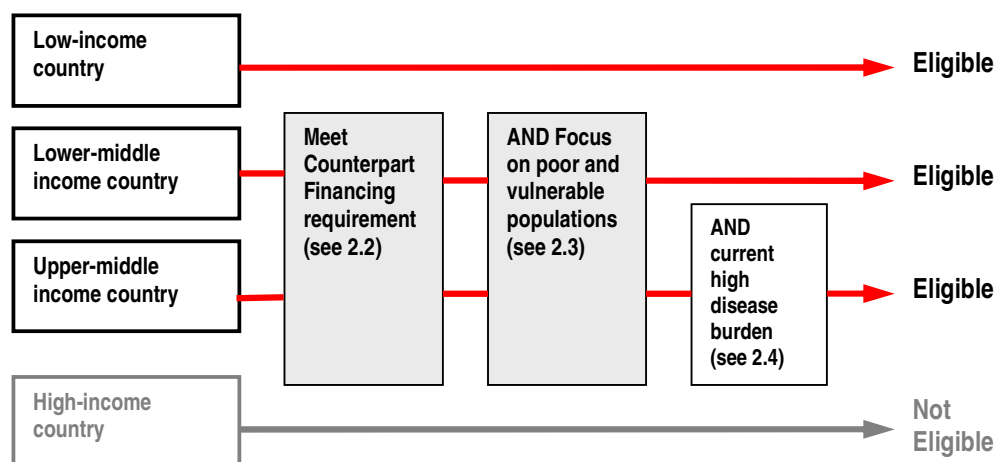 Low-income
country
Eligible
Lower-middle
income country
Meet
Counterpart
Financing
requirement
(see 2.2)
AND Focus
on poor and
vulnerable
populations
(see 2.3)
Eligible
Upper-middle
income country
AND
current
high
disease
burden
(see 2.4)
Eligible
High-income
country
Not
Eligible